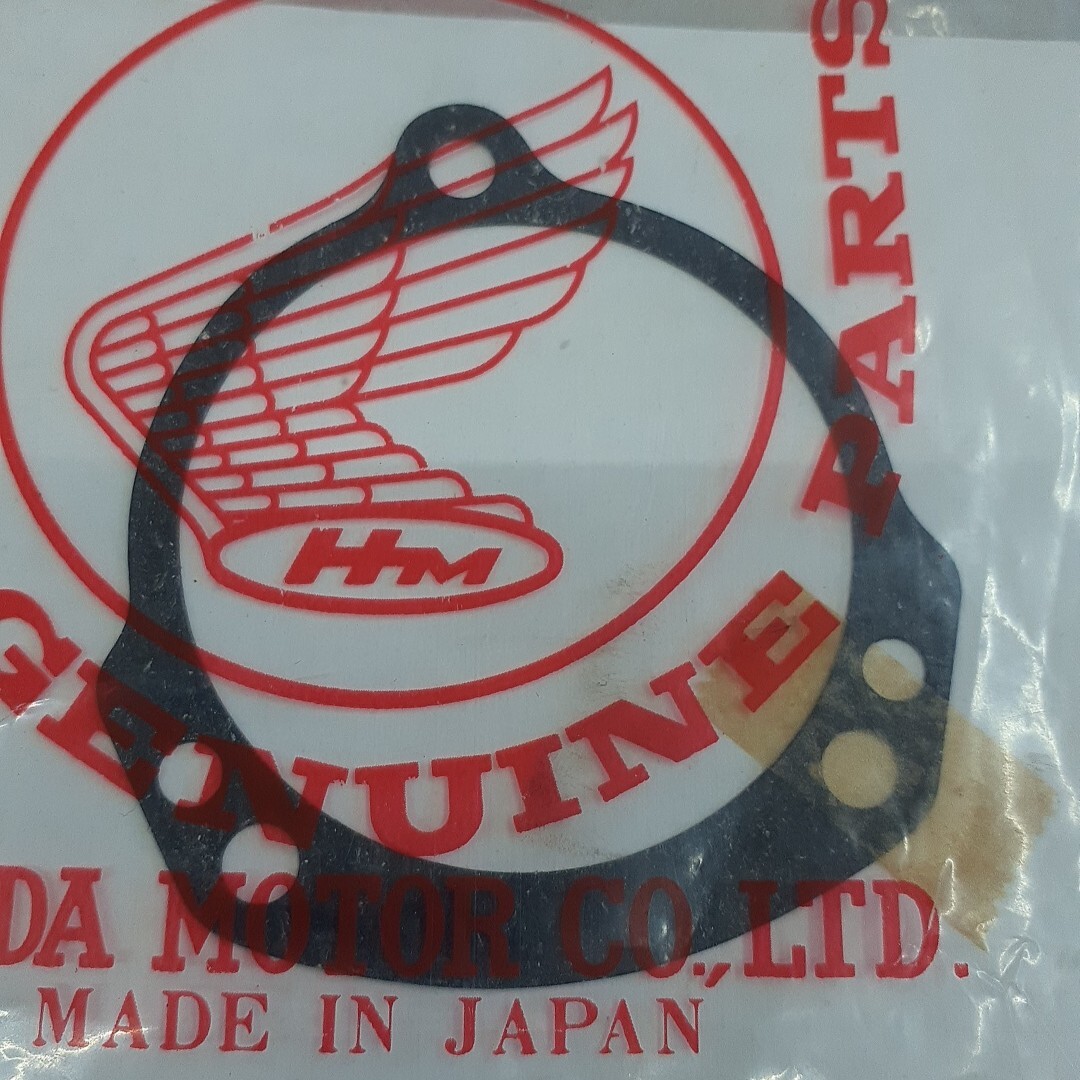 HM
GENUINE PARTS
DA MOTOR CO.,LTD.
MADE IN JAPAN